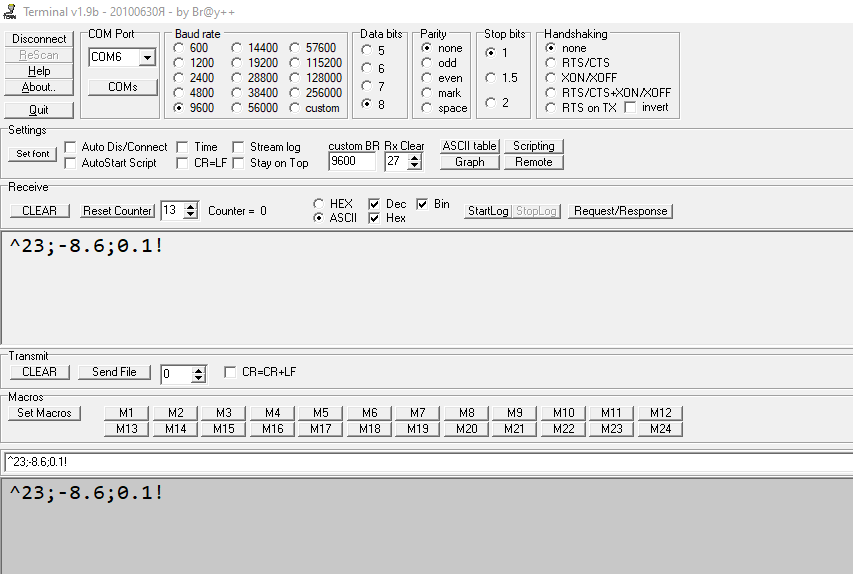 Terminal v1.9b - 20100630Я - by Br@y++
Disconnect
ReScan
Help
About..
Quit
COM Port
COM6
COMs
Baud rate
600 14400 57600
1200 19200 115200
2400 28800 128000
4800 38400 256000
9600 56000 custom
Data bits
5
6
7
8
Parity
none
odd
even
mark
space
Stop bits
1
1.5
2
Handshaking
none
RTS/CTS
XON/XOFF
RTS/CTS+XON/XOFF
RTS on TX invert
Settings
Set font
Auto Dis/Connect Time Stream log
AutoStart Script CR=LF Stay on Top
custom BR Rx Clear
9600 27
ASCII table Scripting
Graph Remote
Receive
CLEAR Reset Counter 13 Counter = 0
HEX Dec Bin
ASCII Hex
StartLog StopLog Request/Response
^23;-8.6;0.1!
Transmit
CLEAR Send File 0 CR=CR+LF
Macros
Set Macros
M1 M2 M3 M4 M5 M6 M7 M8 M9 M10 M11 M12
M13 M14 M15 M16 M17 M18 M19 M20 M21 M22 M23 M24
^23;-8.6;0.1!
^23;-8.6;0.1!